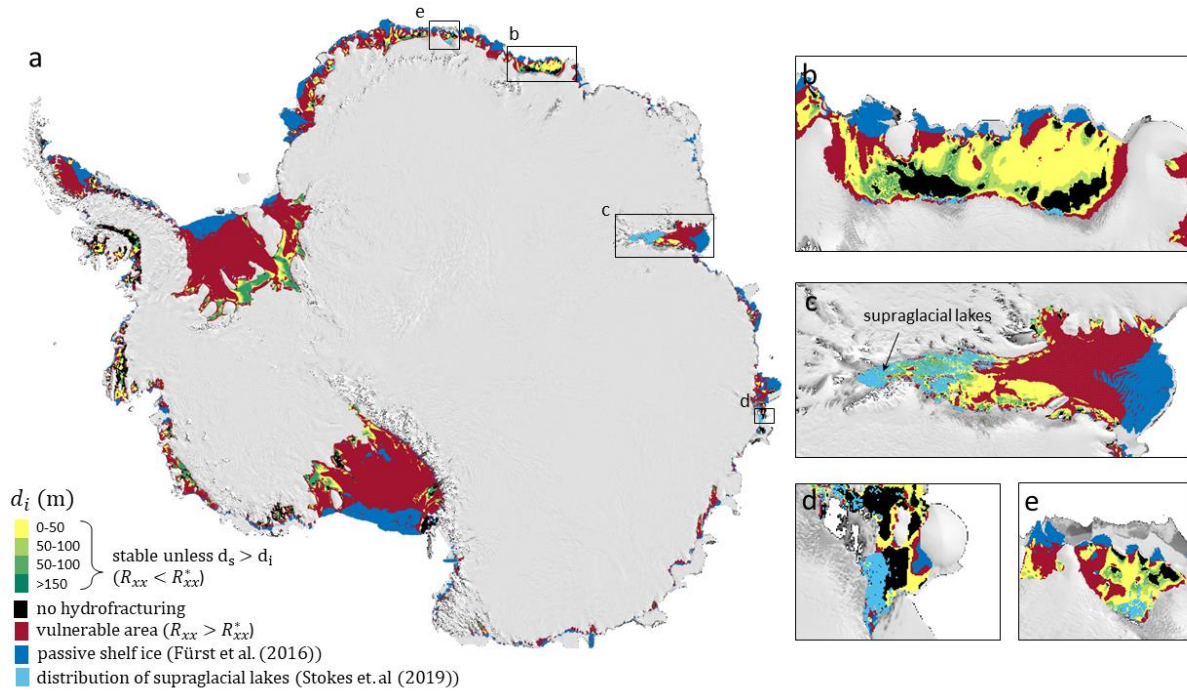 a
e
b
c
d
b
c
supraglacial lakes
d
e
d_i (m)
0-50
50-100
50-100
>150
stable unless d_s > d_i
(R_xx < R*_xx)
no hydrofracturing
vulnerable area (R_xx > R*_xx)
passive shelf ice (Fürst et al. (2016))
distribution of supraglacial lakes (Stokes et. al (2019))